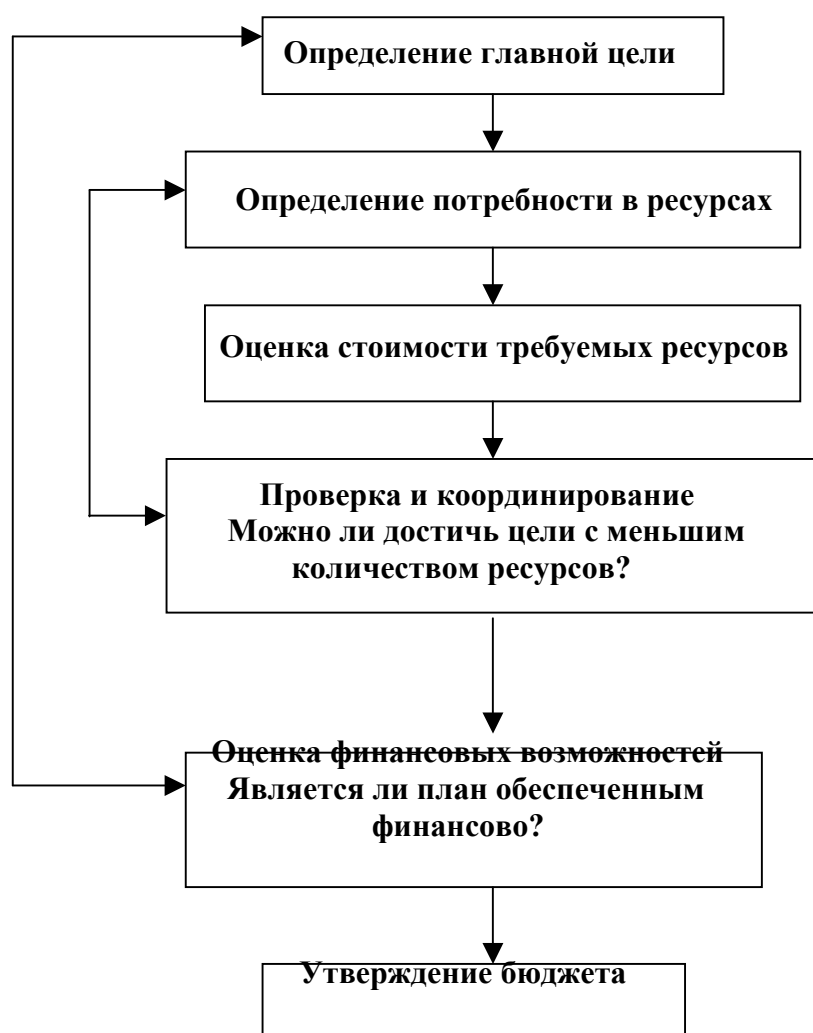 Определение главной цели
Определение потребности в ресурсах
Оценка стоимости требуемых ресурсов
Проверка и координирование
Можно ли достичь цели с меньшим
количеством ресурсов?
Оценка финансовых возможностей
Является ли план обеспеченным
финансово?
Утверждение бюджета